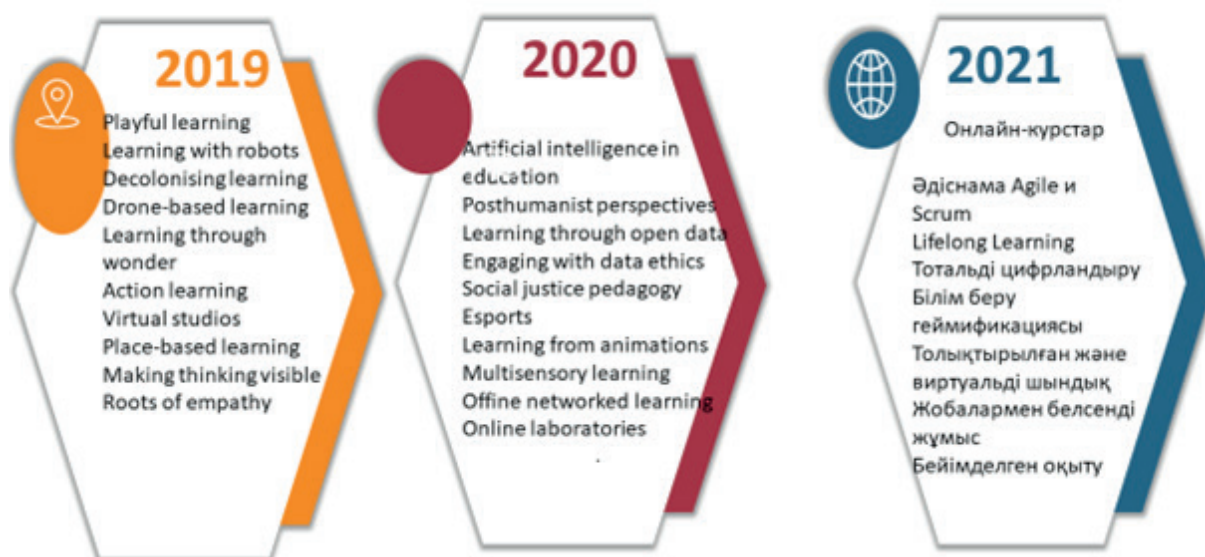 2019
Playful learning
Learning with robots
Decolonising learning
Drone-based learning
Learning through
wonder
Action learning
Virtual studios
Place-based learning
Making thinking visible
Roots of empathy
2020
Artificial intelligence in
education
Posthumanist perspectives
Learning through open data
Engaging with data ethics
Social justice pedagogy
Esports
Learning from animations
Multisensory learning
Offine networked learning
Online laboratories
.
2021
Онлайн-курстар
Әдіснама Agile и
Scrum
Lifelong Learning
Тотальді цифрландыру
Білім беру
геймификациясы
Толықтырылған және
виртуальді шындық
Жобалармен белсенді
жұмыс
Бейімделген оқыту